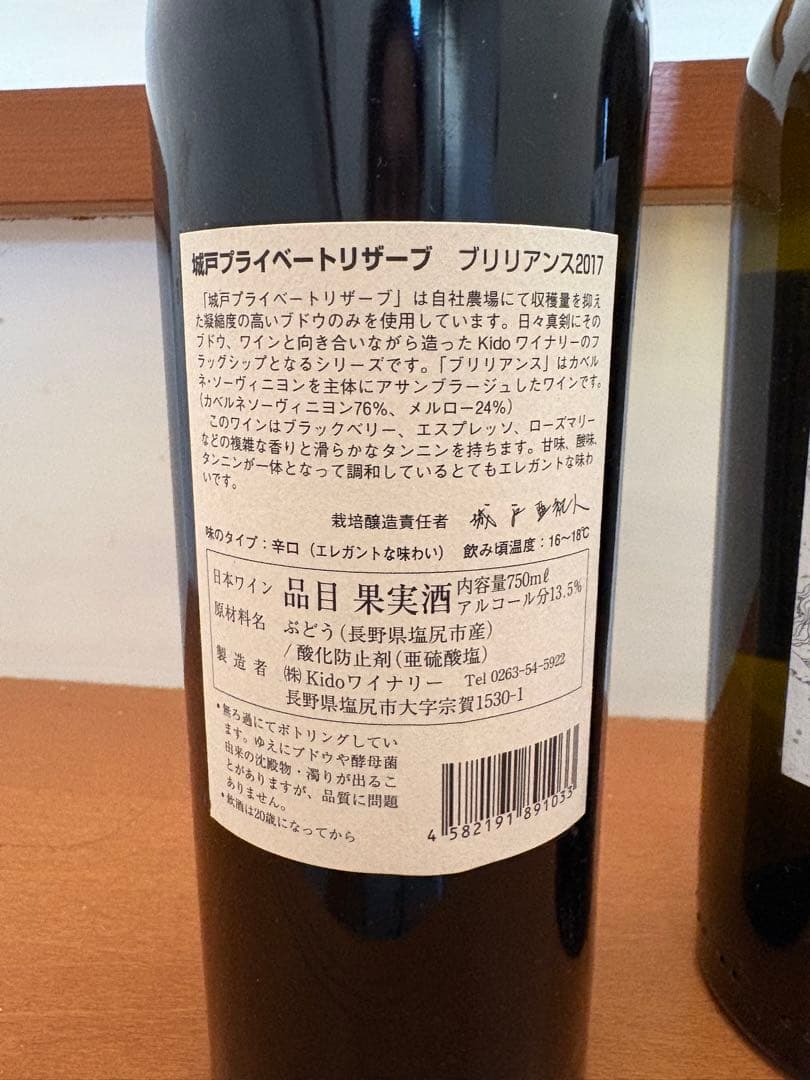 城戸プライベートリザーブ　ブリリアンス2017
「城戸プライベートリザーブ」は自社農場にて収穫量を抑え
た凝縮度の高いブドウのみを使用しています。日々真剣にその
ブドウ、ワインと向き合いながら造った Kido ワイナリーのフ
ラッグシップとなるシリーズです。「ブリリアンス」はカベル
ネ・ソーヴィニヨンを主体にアサンブラージュしたワインです。
(カベルネソーヴィニヨン76%、メルロー24%)
このワインはブラックベリー、エスプレッソ、ローズマリー
などの複雑な香りと滑らかなタンニンを持ちます。甘味、酸味、
タンニンが一体となって調和しているとてもエレガントな味わ
いです。
栽培醸造責任者 城戸亜紀人
味のタイプ：辛口（エレガントな味わい） 飲み頃温度：16～18℃
日本ワイン 品目 果実酒 内容量750mℓ
アルコール分13.5%
原材料名 ぶどう(長野県塩尻市産)
/酸化防止剤(亜硫酸塩)
製造者 ㈱Kidoワイナリー Tel 0263-54-5922
長野県塩尻市大字宗賀1530-1
•無ろ過にてボトリングしてい
ます。ゆえにブドウや酵母菌
由来の沈殿物・濁りが出るこ
とがありますが、品質に問題
ありません。
•飲酒は20歳になってから
4 582191 891033